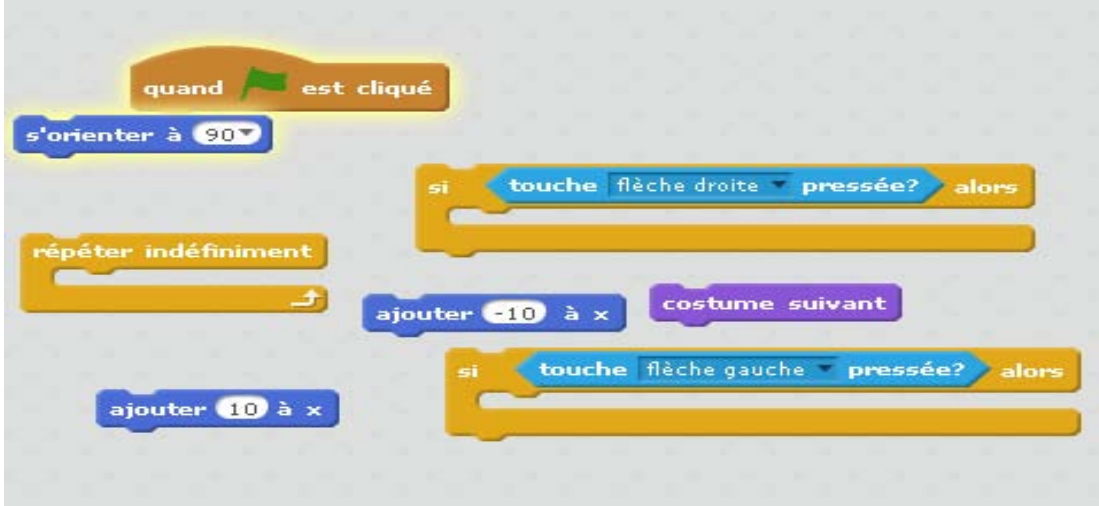 quand est cliqué
s'orienter à 90
si touche flèche droite pressée? alors
répéter indéfiniment
ajouter -10 à x
costume suivant
si touche flèche gauche pressée? alors
ajouter 10 à x